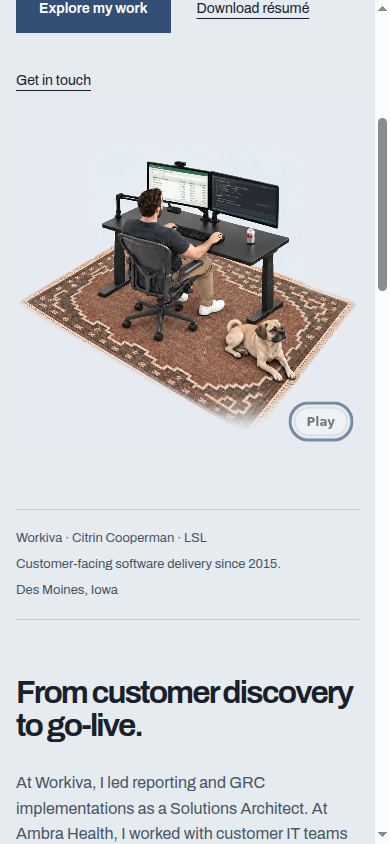 Explore my work
Download résumé
Get in touch
Play
Workiva · Citrin Cooperman · LSL
Customer-facing software delivery since 2015.
Des Moines, Iowa
From customer discovery
to go-live.
At Workiva, I led reporting and GRC
implementations as a Solutions Architect. At
Ambra Health, I worked with customer IT teams